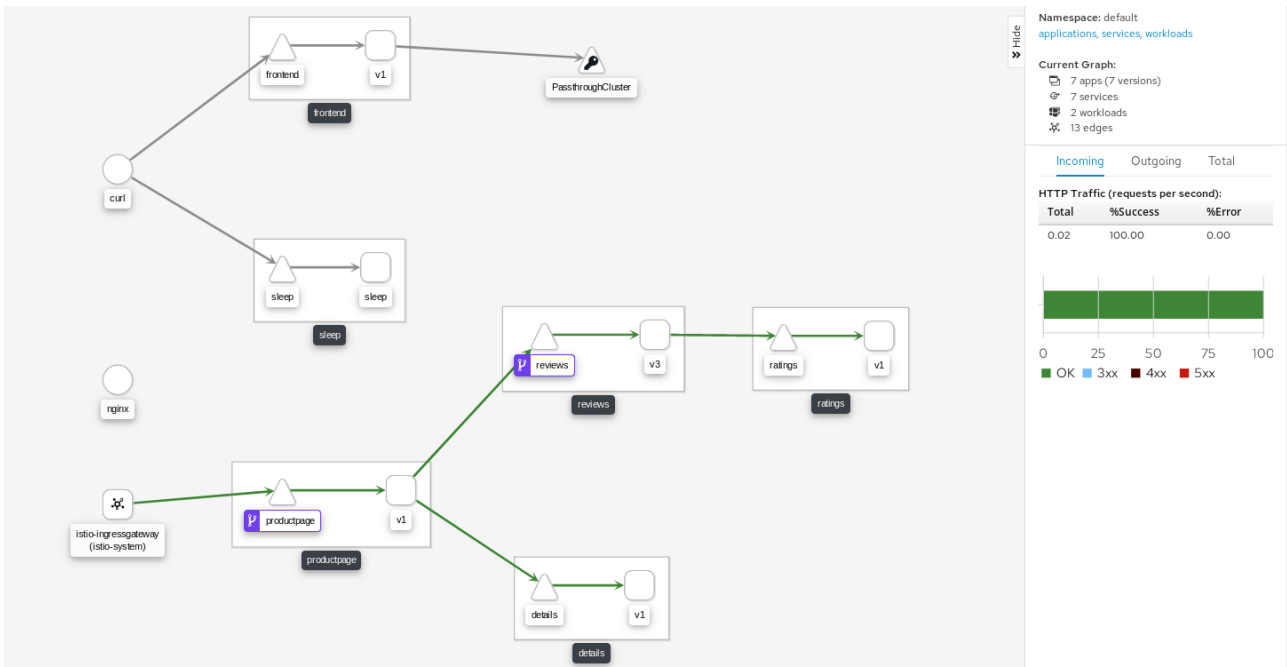 frontend
v1
frontend
PassthroughCluster
curl
sleep
sleep
sleep
reviews
v3
reviews
ratings
v1
ratings
nginx
istio-ingressgateway
(istio-system)
productpage
v1
productpage
details
v1
details
Hide
Namespace: default
applications, services, workloads
Current Graph:
7 apps (7 versions)
7 services
2 workloads
13 edges
Incoming Outgoing Total
HTTP Traffic (requests per second):
Total %Success %Error
0.02 100.00 0.00
0 25 50 75 100
OK 3xx 4xx 5xx